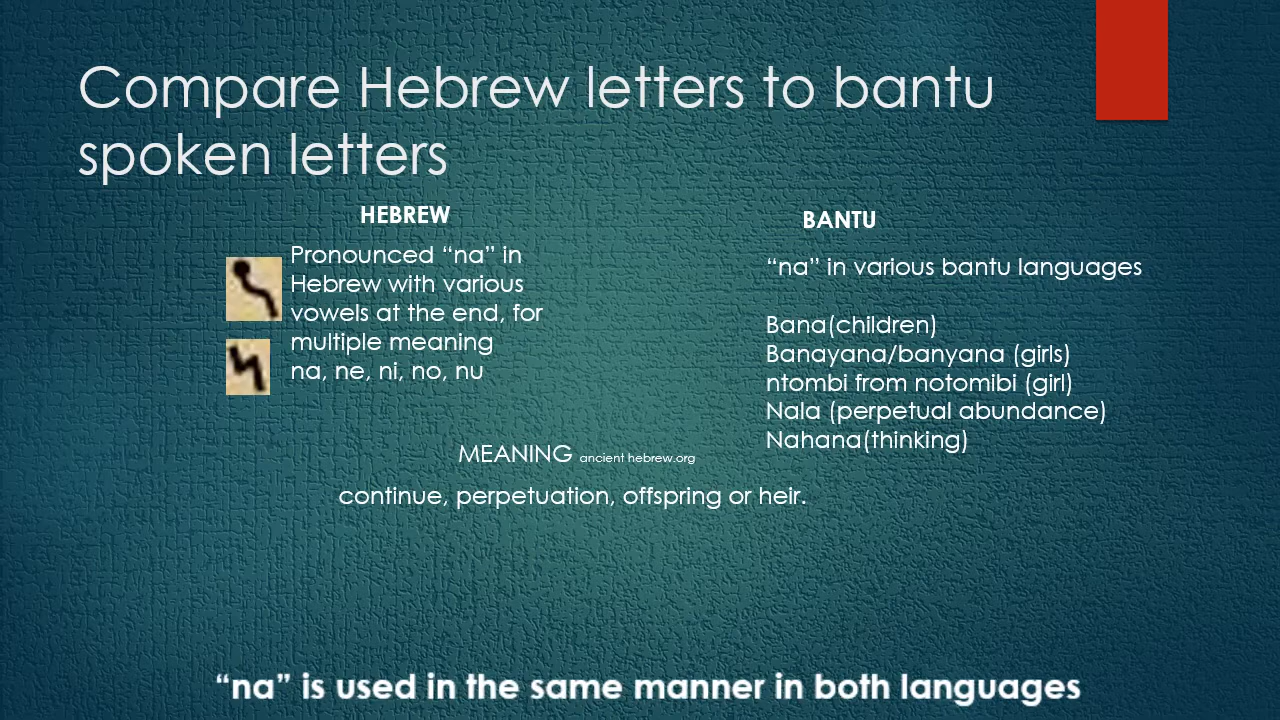 Compare Hebrew letters to bantu
spoken letters
HEBREW
Pronounced “na” in
Hebrew with various
vowels at the end, for
multiple meaning
na, ne, ni, no, nu
BANTU
“na” in various bantu languages
Bana(children)
Banayana/banyana (girls)
ntombi from notomibi (girl)
Nala (perpetual abundance)
Nahana(thinking)
MEANING ancient hebrew.org
continue, perpetuation, offspring or heir.
“na” is used in the same manner in both languages